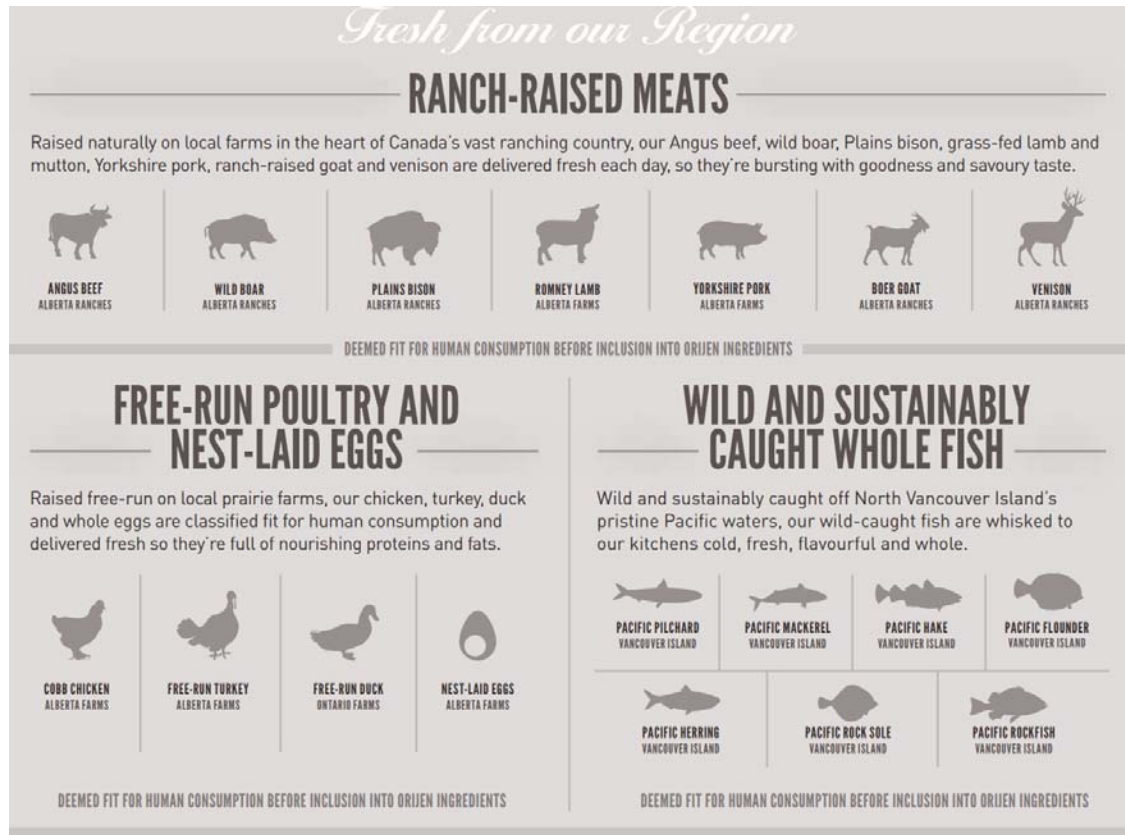 Fresh from our Region
RANCH-RAISED MEATS
Raised naturally on local farms in the heart of Canada's vast ranching country, our Angus beef, wild boar, Plains bison, grass-fed lamb and
mutton, Yorkshire pork, ranch-raised goat and venison are delivered fresh each day, so they're bursting with goodness and savoury taste.
ANGUS BEEF
ALBERTA RANCHES
WILD BOAR
ALBERTA RANCHES
PLAINS BISON
ALBERTA RANCHES
ROMNEY LAMB
ALBERTA FARMS
YORKSHIRE PORK
ALBERTA FARMS
BOER GOAT
ALBERTA RANCHES
VENISON
ALBERTA RANCHES
DEEMED FIT FOR HUMAN CONSUMPTION BEFORE INCLUSION INTO ORIJEN INGREDIENTS
FREE-RUN POULTRY AND
NEST-LAID EGGS
Raised free-run on local prairie farms, our chicken, turkey, duck
and whole eggs are classified fit for human consumption and
delivered fresh so they're full of nourishing proteins and fats.
COBB CHICKEN
ALBERTA FARMS
FREE-RUN TURKEY
ALBERTA FARMS
FREE-RUN DUCK
ONTARIO FARMS
NEST-LAID EGGS
ALBERTA FARMS
DEEMED FIT FOR HUMAN CONSUMPTION BEFORE INCLUSION INTO ORIJEN INGREDIENTS
WILD AND SUSTAINABLY
CAUGHT WHOLE FISH
Wild and sustainably caught off North Vancouver Island's
pristine Pacific waters, our wild-caught fish are whisked to
our kitchens cold, fresh, flavourful and whole.
PACIFIC PILCHARD
VANCOUVER ISLAND
PACIFIC MACKEREL
VANCOUVER ISLAND
PACIFIC HAKE
VANCOUVER ISLAND
PACIFIC FLOUNDER
VANCOUVER ISLAND
PACIFIC HERRING
VANCOUVER ISLAND
PACIFIC ROCK SOLE
VANCOUVER ISLAND
PACIFIC ROCKFISH
VANCOUVER ISLAND
DEEMED FIT FOR HUMAN CONSUMPTION BEFORE INCLUSION INTO ORIJEN INGREDIENTS